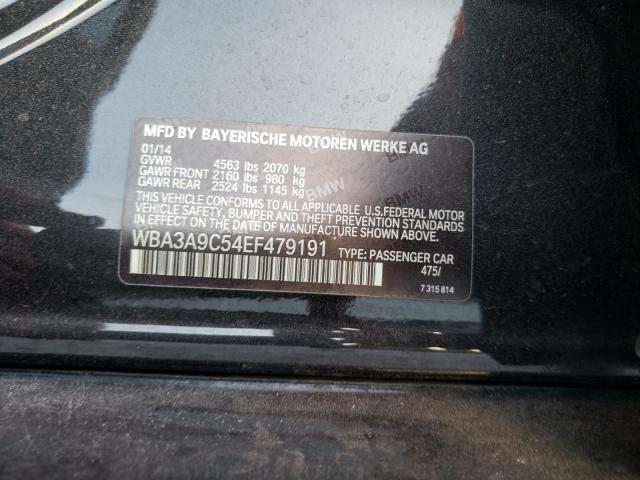 MFD BY BAYERISCHE MOTOREN WERKE AG
01/14
GVWR 4563 lbs 2070 kg
GAWR FRONT 2160 lbs 980 kg
GAWR REAR 2524 lbs 1145 kg
THIS VEHICLE CONFORMS TO ALL APPLICABLE U.S.FEDERAL MOTOR
VEHICLE SAFETY, BUMPER, AND THEFT PREVENTION STANDARDS
IN EFFECT ON THE DATE OF MANUFACTURE SHOWN ABOVE.
WBA3A9C54EF479191 TYPE: PASSENGER CAR
475/
7 315 814